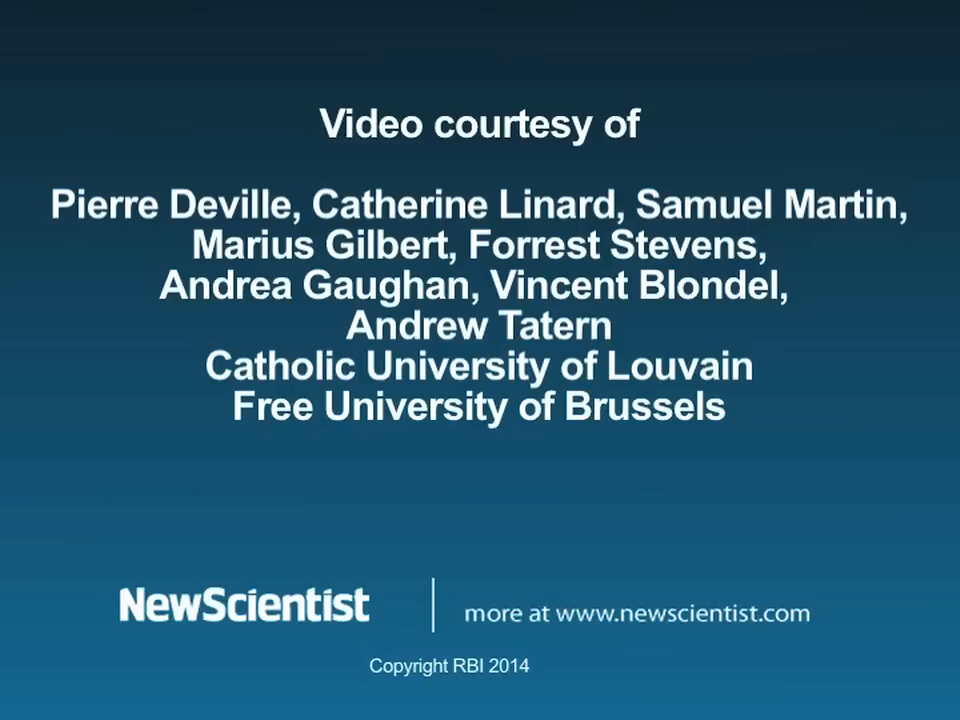 Video courtesy of
Pierre Deville, Catherine Linard, Samuel Martin,
Marius Gilbert, Forrest Stevens,
Andrea Gaughan, Vincent Blondel,
Andrew Tatern
Catholic University of Louvain
Free University of Brussels
NewScientist
more at www.newscientist.com
Copyright RBI 2014